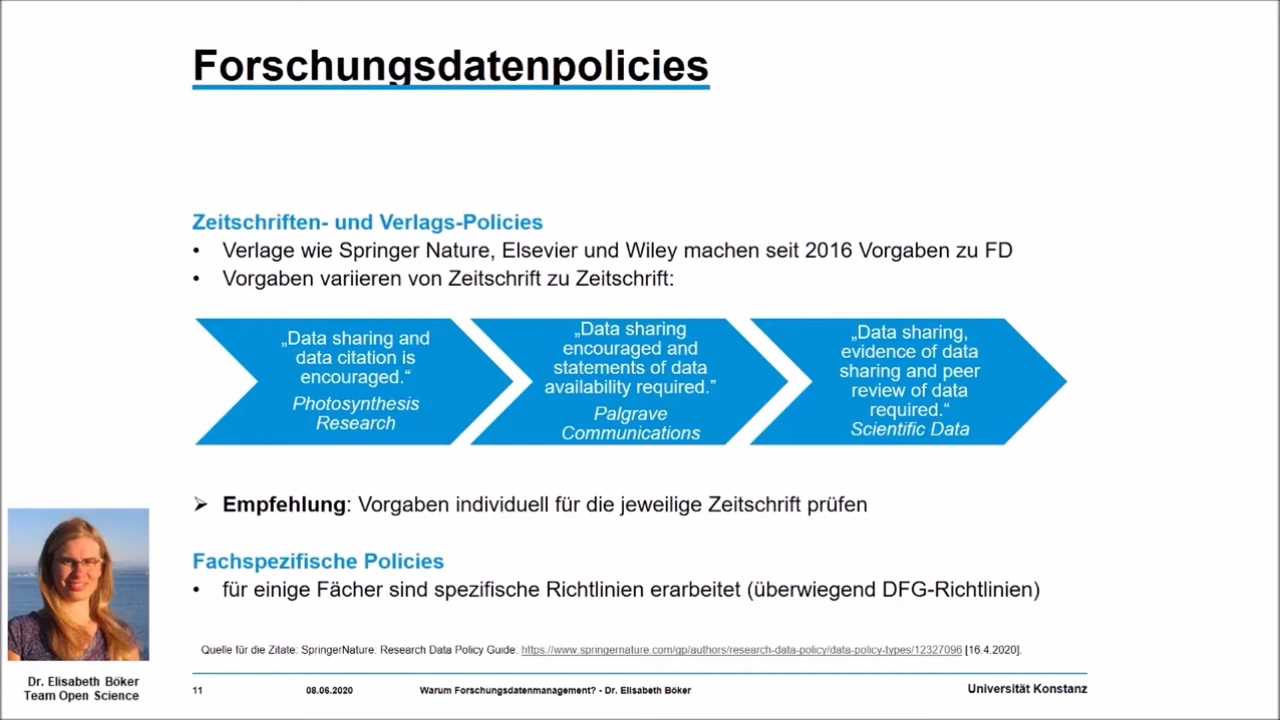 Forschungsdatenpolicies
Zeitschriften- und Verlags-Policies
• Verlage wie Springer Nature, Elsevier und Wiley machen seit 2016 Vorgaben zu FD
• Vorgaben variieren von Zeitschrift zu Zeitschrift:
„Data sharing and
data citation is
encouraged.“
Photosynthesis
Research
„Data sharing
encouraged and
statements of data
availability required.”
Palgrave
Communications
„Data sharing,
evidence of data
sharing and peer
review of data
required.“
Scientific Data
➢ Empfehlung: Vorgaben individuell für die jeweilige Zeitschrift prüfen
Fachspezifische Policies
• für einige Fächer sind spezifische Richtlinien erarbeitet (überwiegend DFG-Richtlinien)
Quelle für die Zitate: SpringerNature. Research Data Policy Guide. https://www.springernature.com/gp/authors/research-data-policy/data-policy-types/12327096 [16.4.2020].
Dr. Elisabeth Böker
Team Open Science
11 08.06.2020 Warum Forschungsdatenmanagement? - Dr. Elisabeth Böker Universität Konstanz